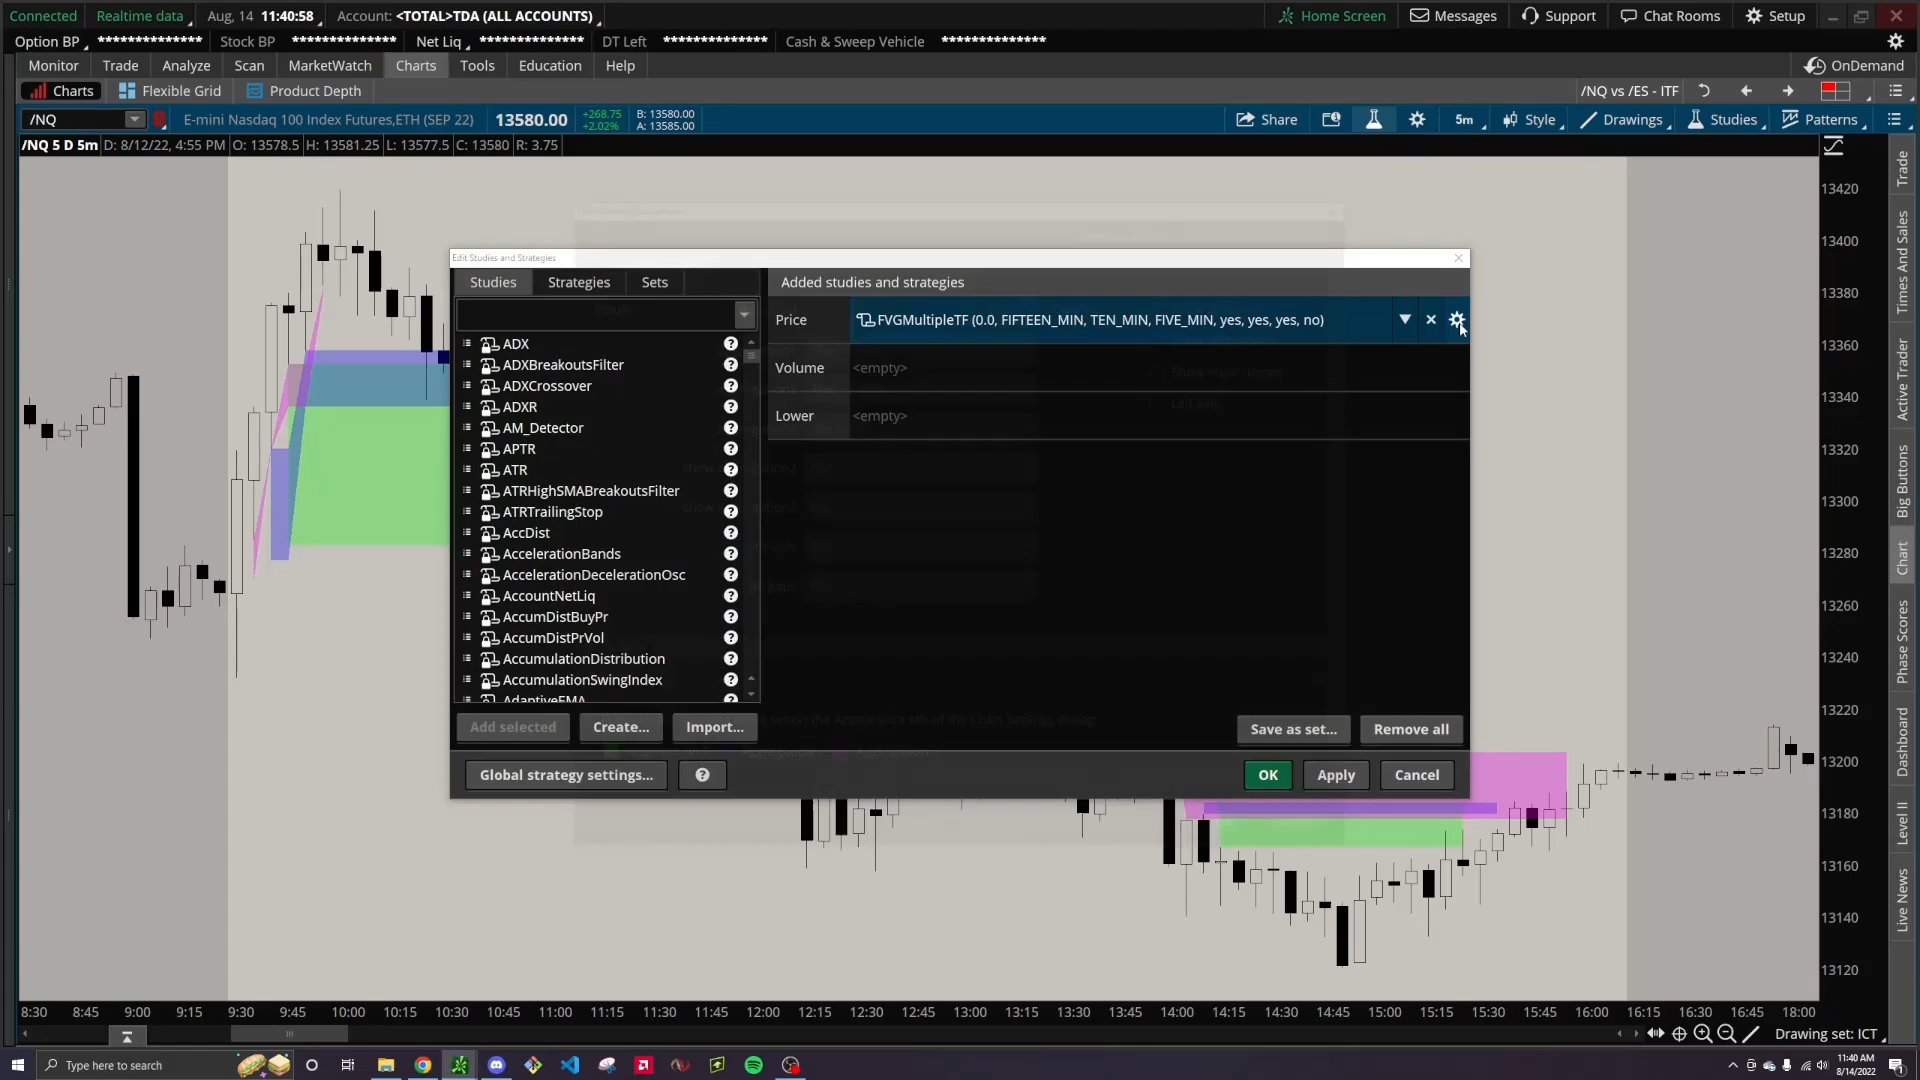 Connected Realtime data Aug, 14 11:40:58 Account: <TOTAL>TDA (ALL ACCOUNTS) Home Screen Messages Support Chat Rooms Setup
Option BP ************** Stock BP ************** Net Liq ************** DT Left ************** Cash & Sweep Vehicle **************
Monitor Trade Analyze Scan MarketWatch Charts Tools Education Help OnDemand
Charts Flexible Grid Product Depth /NQ vs /ES - ITF
/NQ E-mini Nasdaq 100 Index Futures,ETH (SEP 22) 13580.00 +268.75 +2.02% B: 13580.00 A: 13585.00 Share 5m Style Drawings Studies Patterns
/NQ 5 D 5m D: 8/12/22, 4:55 PM O: 13578.5 H: 13581.25 L: 13577.5 C: 13580 R: 3.75
Edit Studies and Strategies
Studies Strategies Sets
ADX
ADXBreakoutsFilter
ADXCrossover
ADXR
AM_Detector
APTR
ATR
ATRHighSMABreakoutsFilter
ATRTrailingStop
AccDist
AccelerationBands
AccelerationDecelerationOsc
AccountNetLiq
AccumDistBuyPr
AccumDistPrVol
AccumulationDistribution
AccumulationSwingIndex
AdaptiveEMA
Add selected Create... Import...
Added studies and strategies
Price FVGMultipleTF (0.0, FIFTEEN_MIN, TEN_MIN, FIVE_MIN, yes, yes, yes, no)
Volume <empty>
Lower <empty>
Save as set... Remove all
Global strategy settings... ? OK Apply Cancel
13420
13400
13380
13360
13340
13320
13300
13280
13260
13240
13220
13200
13180
13160
13140
13120
Trade
Times And Sales
Active Trader
Big Buttons
Chart
Phase Scores
Dashboard
Level II
Live News
8:30 8:45 9:00 9:15 9:30 9:45 10:00 10:15 10:30 10:45 11:00 11:15 11:30 11:45 12:00 12:15 12:30 12:45 13:00 13:15 13:30 13:45 14:00 14:15 14:30 14:45 15:00 15:15 15:30 15:45 16:00 16:30 16:45 18:00
Drawing set: ICT
Type here to search
11:40 AM
8/14/2022